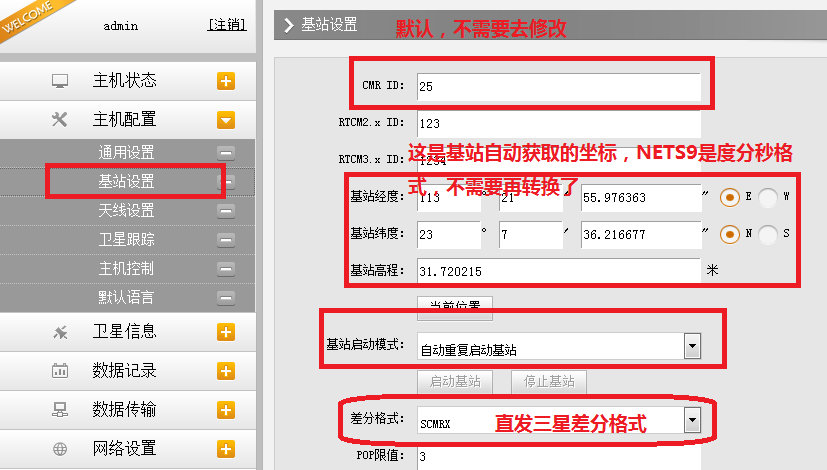 WELCOME
admin
[注销]
主机状态
主机配置
通用设置
基站设置
天线设置
卫星跟踪
主机控制
默认语言
卫星信息
数据记录
数据传输
网络设置
基站设置
默认，不需要去修改
CMR ID: 25
RTCM2.x ID: 123
RTCM3.x ID: 1234
这是基站自动获取的坐标，NETS9是度分秒格
式，不需要再转换了
基站经度: 113 ° 21 ′ 55.976363 ″ E W
基站纬度: 23 ° 7 ′ 36.216677 ″ N S
基站高程: 31.720215 米
当前位置
基站启动模式: 自动重复启动基站
启动基站 停止基站
差分格式: SCMRX 直发三星差分格式
POP限值: 3